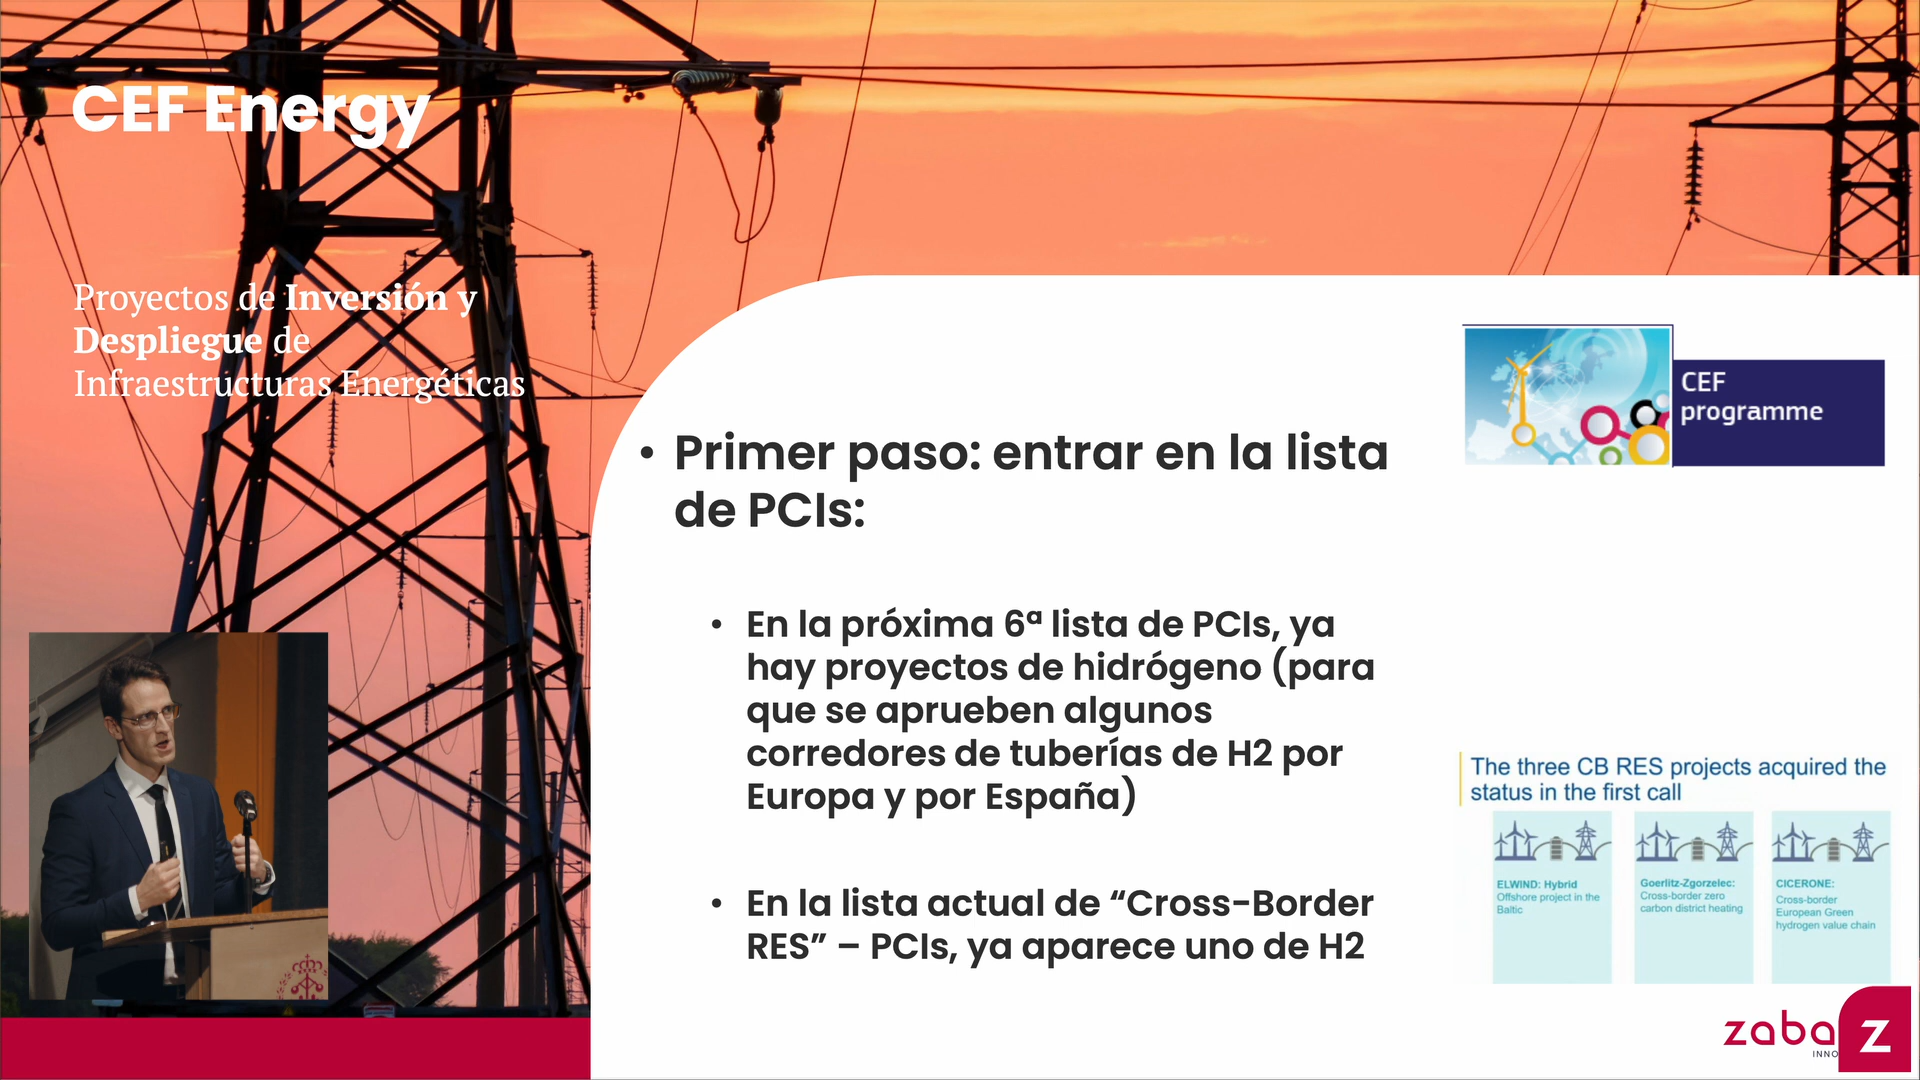 CEF Energy
Proyectos de Inversión y
Despliegue de
Infraestructuras Energéticas
• Primer paso: entrar en la lista
de PCIs:
• En la próxima 6ª lista de PCIs, ya
hay proyectos de hidrógeno (para
que se aprueben algunos
corredores de tuberías de H2 por
Europa y por España)
• En la lista actual de “Cross-Border
RES” – PCIs, ya aparece uno de H2
CEF
programme
The three CB RES projects acquired the
status in the first call
ELWIND: Hybrid
Offshore project in the
Baltic
Goerlitz-Zgorzelec:
Cross-border zero
carbon district heating
CICERONE:
Cross-border
European Green
hydrogen value chain
zaba
INNO
Z